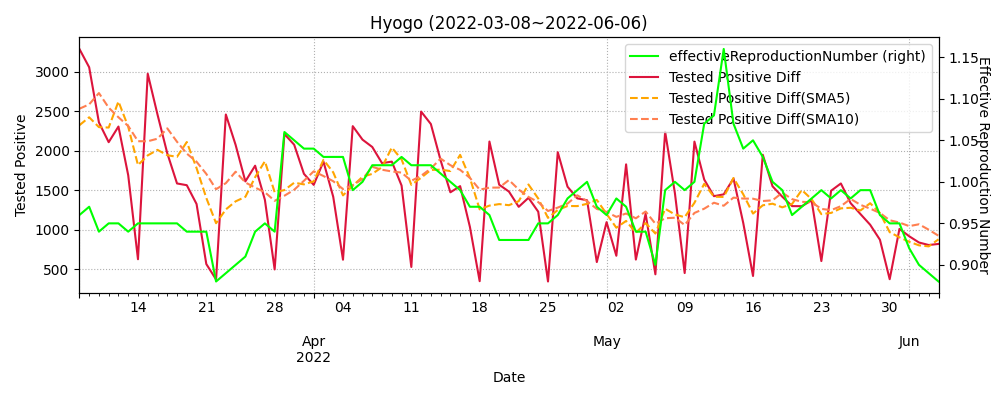 Hyogo (2022-03-08~2022-06-06)
effectiveReproductionNumber (right)
Tested Positive Diff
Tested Positive Diff(SMA5)
Tested Positive Diff(SMA10)
Tested Positive
3000
2500
2000
1500
1000
500
1.15
1.10
1.05
1.00
0.95
0.90
Effective Reproduction Number
14 21 28 04 11 18 25 02 09 16 23 30
Apr May Jun
2022
Date